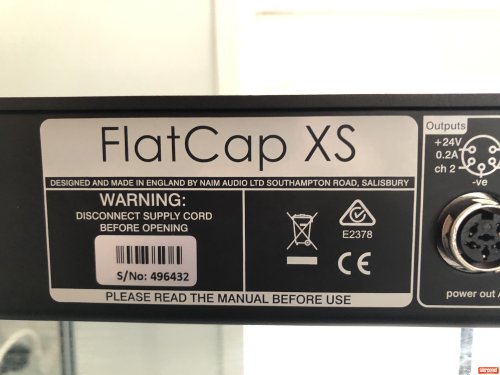 FlatCap XS
DESIGNED AND MADE IN ENGLAND BY NAIM AUDIO LTD SOUTHAMPTON ROAD, SALISBURY
WARNING:
DISCONNECT SUPPLY CORD
BEFORE OPENING
S/No: 496432
E2378
CE
PLEASE READ THE MANUAL BEFORE USE
Outputs
+24V
0.2A
ch 2
-ve
power out